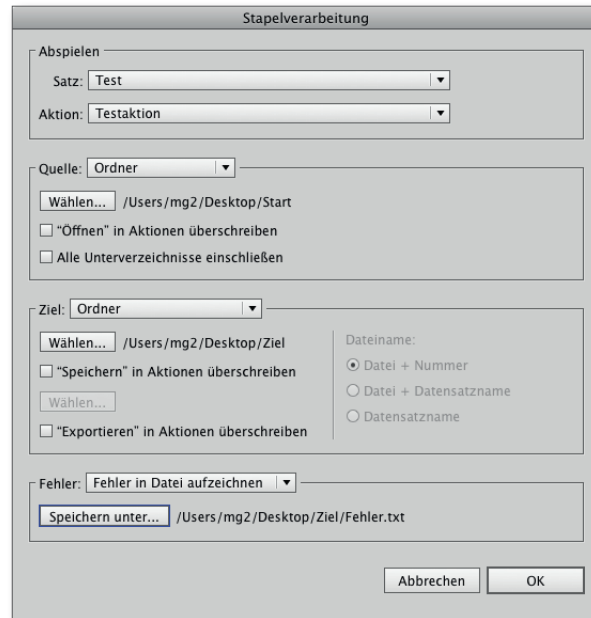 Stapelverarbeitung
Abspielen
Satz: Test
Aktion: Testaktion
Quelle: Ordner
Wählen... /Users/mg2/Desktop/Start
“Öffnen” in Aktionen überschreiben
Alle Unterverzeichnisse einschließen
Ziel: Ordner
Wählen... /Users/mg2/Desktop/Ziel
“Speichern” in Aktionen überschreiben
Wählen...
“Exportieren” in Aktionen überschreiben
Dateiname:
Datei + Nummer
Datei + Datensatzname
Datensatzname
Fehler: Fehler in Datei aufzeichnen
Speichern unter... /Users/mg2/Desktop/Ziel/Fehler.txt
Abbrechen OK